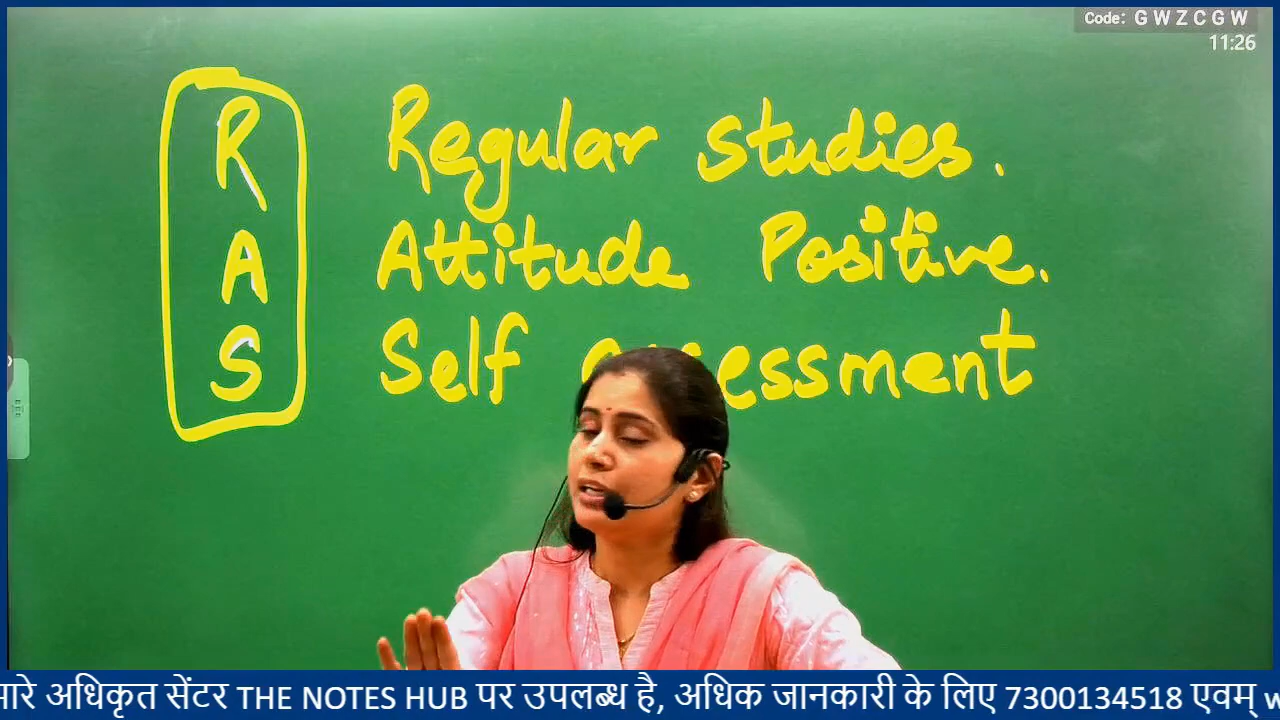 Code: G W Z C G W
11:26
R Regular studies.
A Attitude Positive.
S Self
मारे अधिकृत सेंटर THE NOTES HUB पर उपलब्ध है, अधिक जानकारी के लिए 7300134518 एवम् w